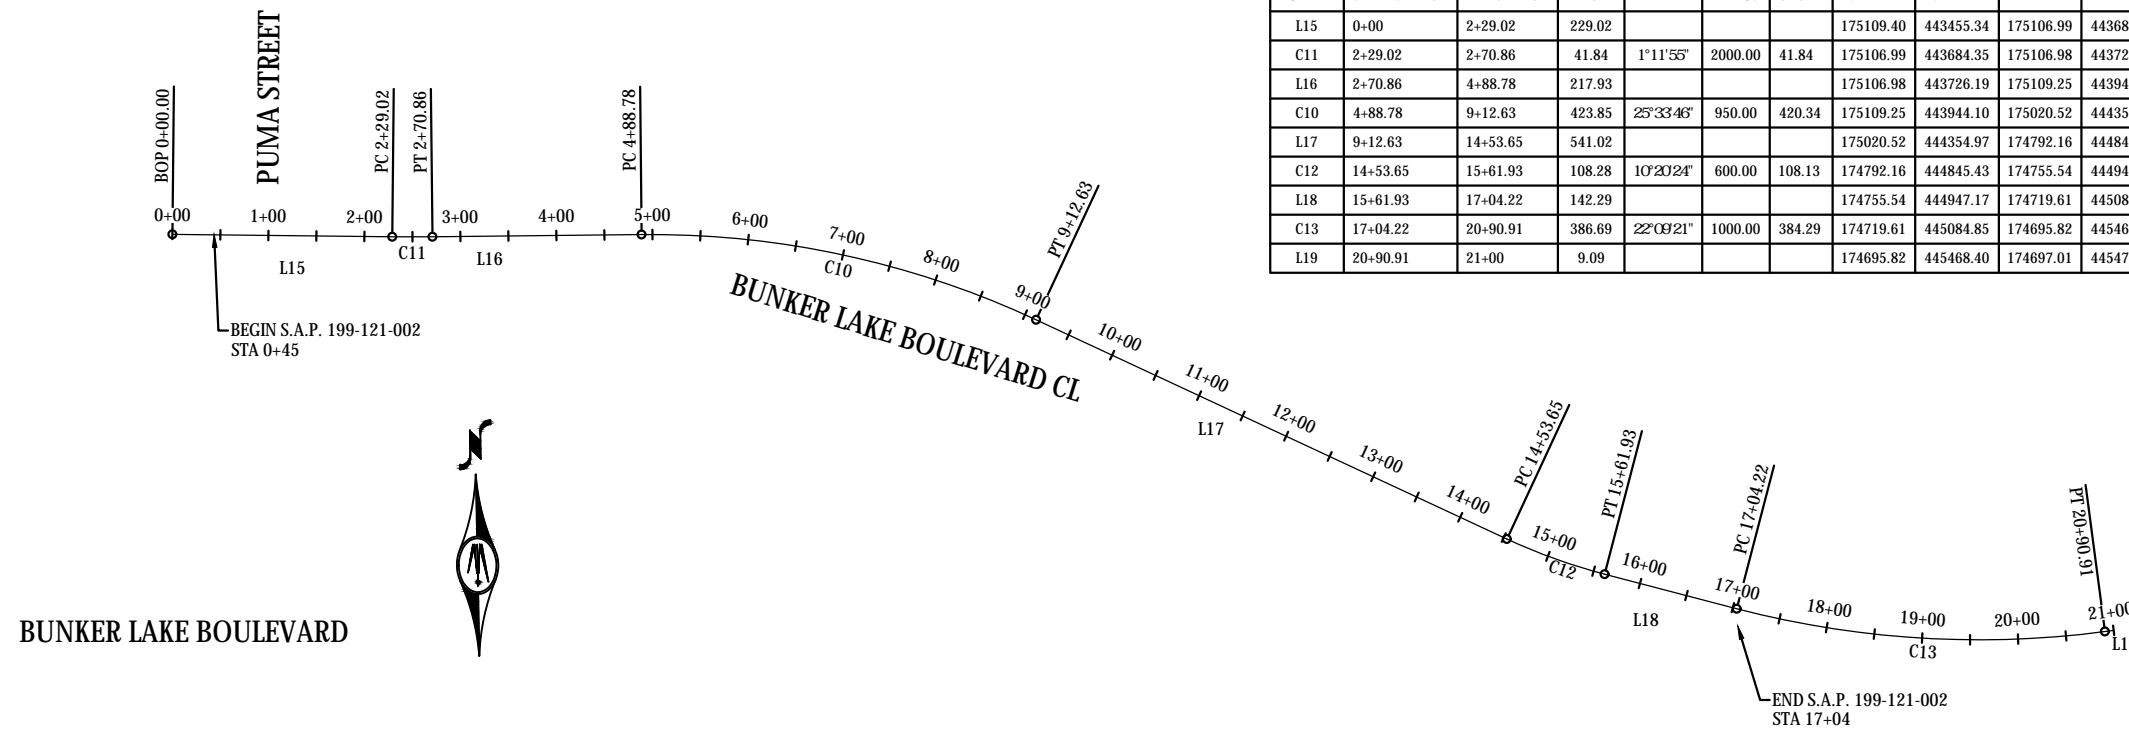 L15 0+00 2+29.02 229.02 175109.40 443455.34 175106.99 44368
C11 2+29.02 2+70.86 41.84 1°11'55" 2000.00 41.84 175106.99 443684.35 175106.98 44372
L16 2+70.86 4+88.78 217.93 175106.98 443726.19 175109.25 44394
C10 4+88.78 9+12.63 423.85 25°33'46" 950.00 420.34 175109.25 443944.10 175020.52 44435
L17 9+12.63 14+53.65 541.02 175020.52 444354.97 174792.16 44484
C12 14+53.65 15+61.93 108.28 10°20'24" 600.00 108.13 174792.16 444845.43 174755.54 44494
L18 15+61.93 17+04.22 142.29 174755.54 444947.17 174719.61 44508
C13 17+04.22 20+90.91 386.69 22°09'21" 1000.00 384.29 174719.61 445084.85 174695.82 44546
L19 20+90.91 21+00 9.09 174695.82 445468.40 174697.01 44547
BOP 0+00.00
PUMA STREET
PC 2+29.02
PT 2+70.86
PC 4+88.78
PT 9+12.63
PC 14+53.65
PT 15+61.93
PC 17+04.22
PT 20+90.91
0+00
1+00
2+00
3+00
4+00
5+00
6+00
7+00
8+00
9+00
10+00
11+00
12+00
13+00
14+00
15+00
16+00
17+00
18+00
19+00
20+00
21+00
L15
C11
L16
C10
L17
C12
L18
C13
L1
BUNKER LAKE BOULEVARD CL
BEGIN S.A.P. 199-121-002
STA 0+45
N
BUNKER LAKE BOULEVARD
END S.A.P. 199-121-002
STA 17+04